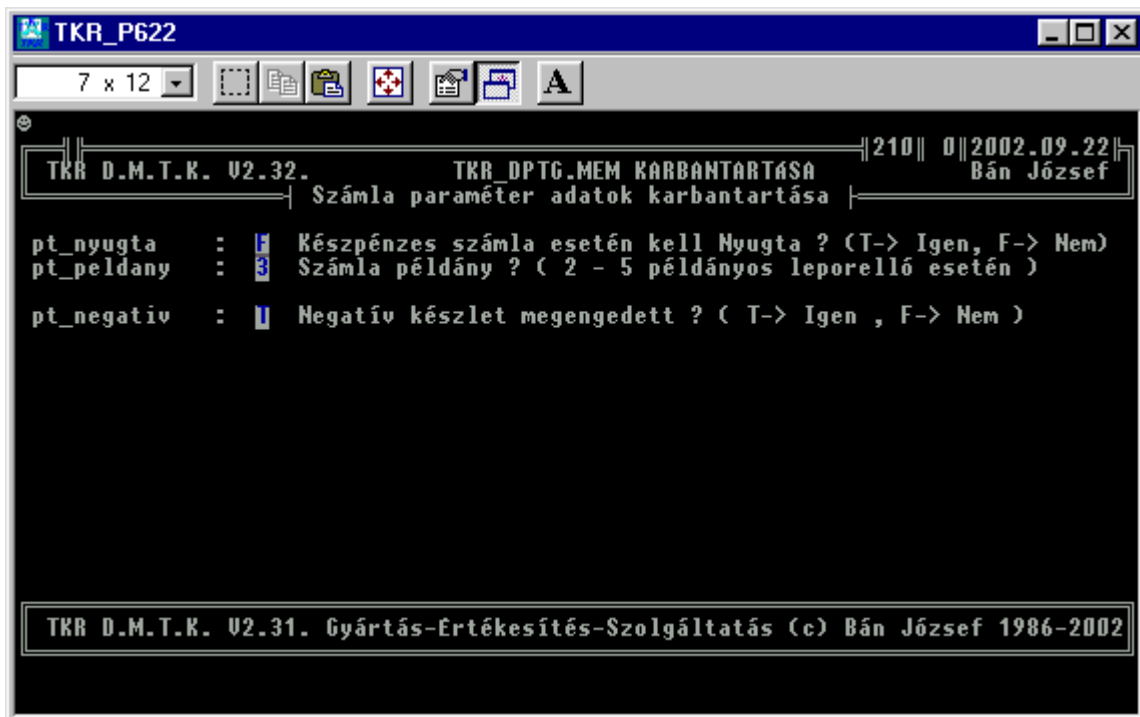 TKR_P622
7 x 12
A
210 0 2002.09.22
TKR D.M.T.K. V2.32. TKR_DPTG.MEM KARBANTARTáSA Bán József
Számla paraméter adatok karbantartása
pt_nyugta : F Készpénzes számla esetén kell Nyugta ? (T-> Igen, F-> Nem)
pt_peldany : 3 Számla példány ? ( 2 - 5 példányos leporelló esetén )
pt_negativ : T Negatív készlet megengedett ? ( T-> Igen , F-> Nem )
TKR D.M.T.K. V2.31. Gyártás-Értékesítés-Szolgáltatás (c) Bán József 1986-2002